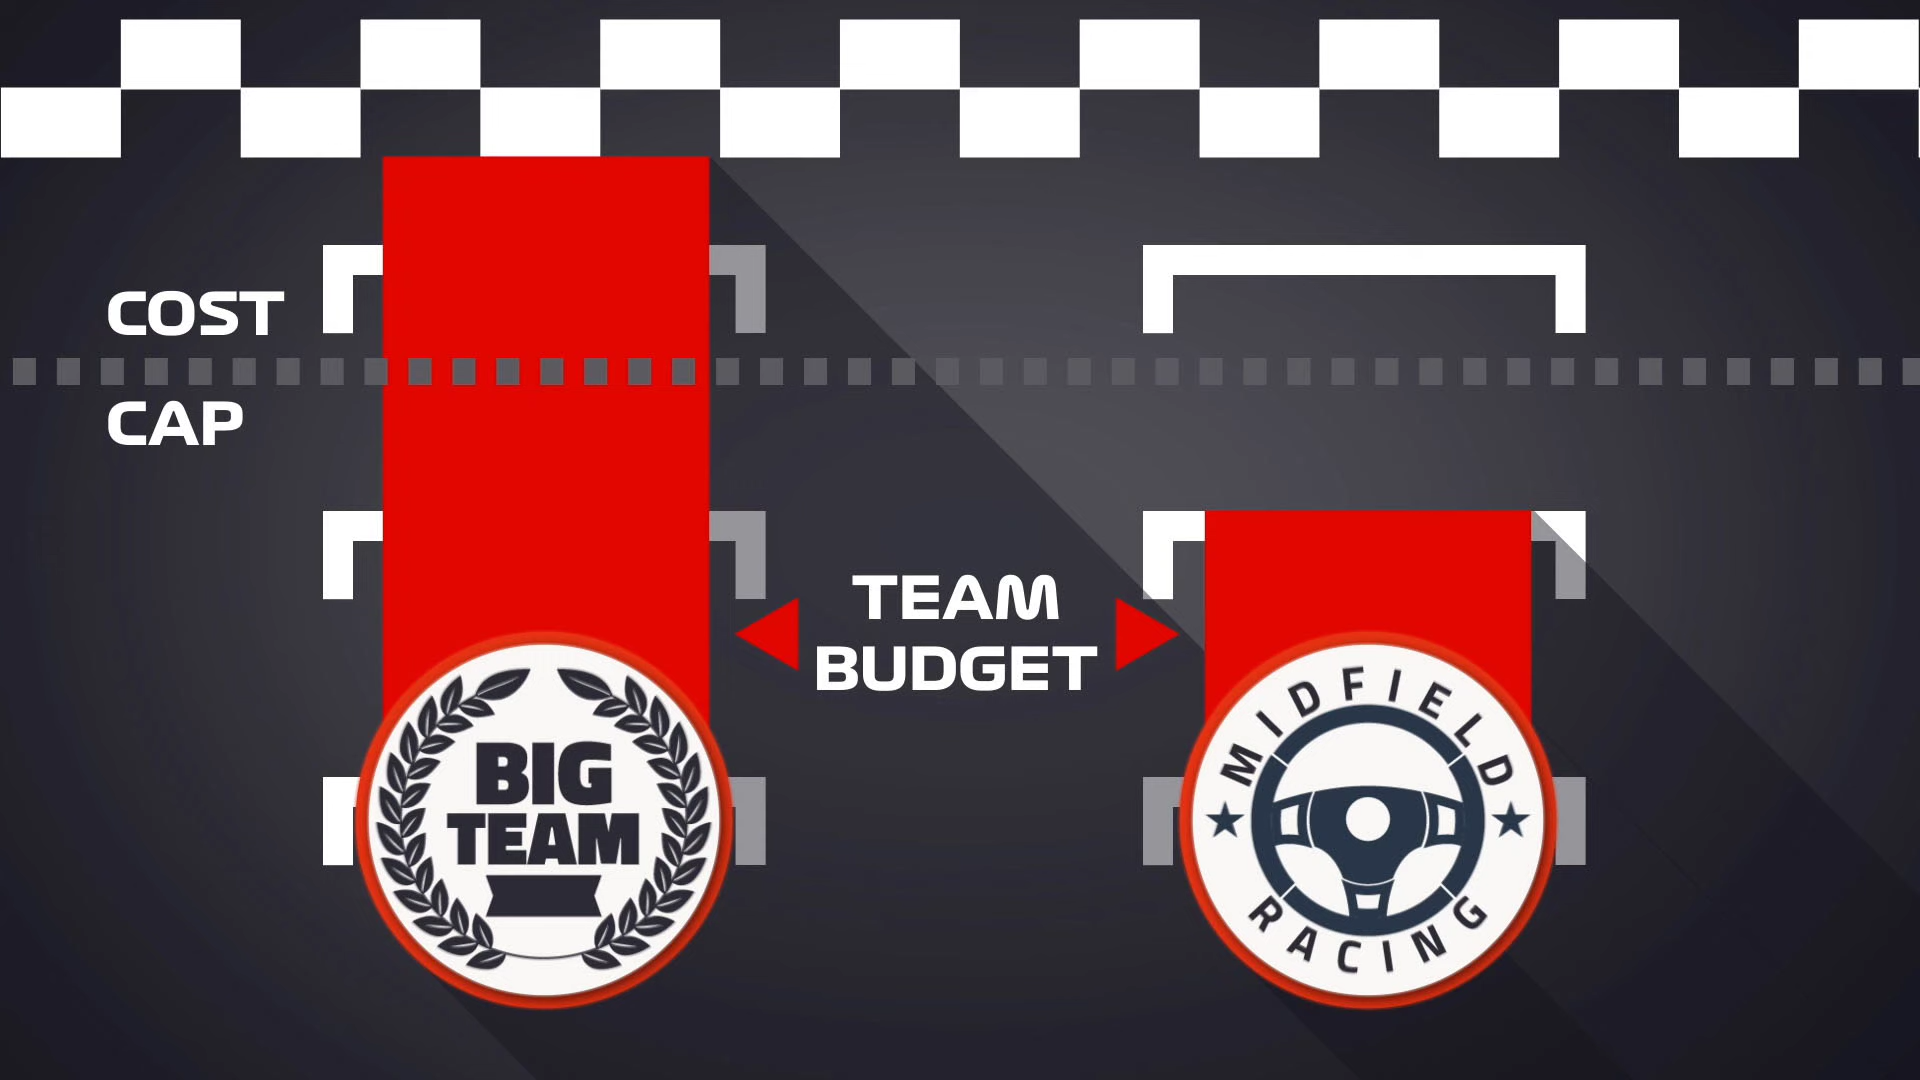 COST
CAP
TEAM
BUDGET
BIG
TEAM
MIDFIELD
RACING